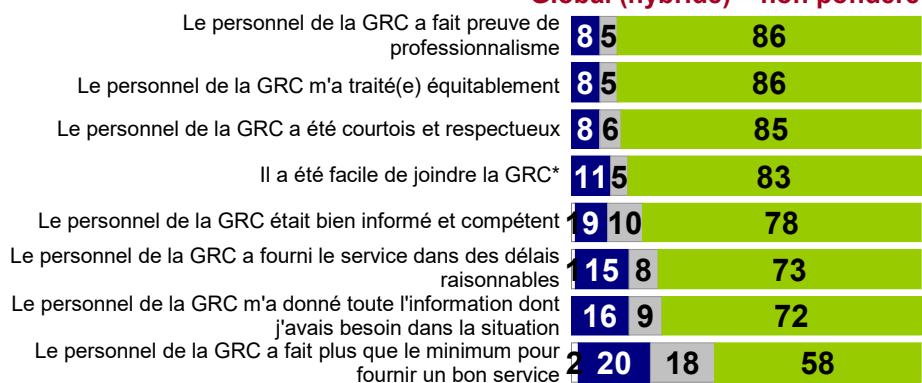 Global (hybride) – non pondéré
Le personnel de la GRC a fait preuve de
professionnalisme
8 5 86
Le personnel de la GRC m'a traité(e) équitablement
8 5 86
Le personnel de la GRC a été courtois et respectueux
8 6 85
Il a été facile de joindre la GRC*
11 5 83
Le personnel de la GRC était bien informé et compétent
1 9 10 78
Le personnel de la GRC a fourni le service dans des délais
raisonnables
1 15 8 73
Le personnel de la GRC m'a donné toute l'information dont
j'avais besoin dans la situation
16 9 72
Le personnel de la GRC a fait plus que le minimum pour
fournir un bon service
2 20 18 58